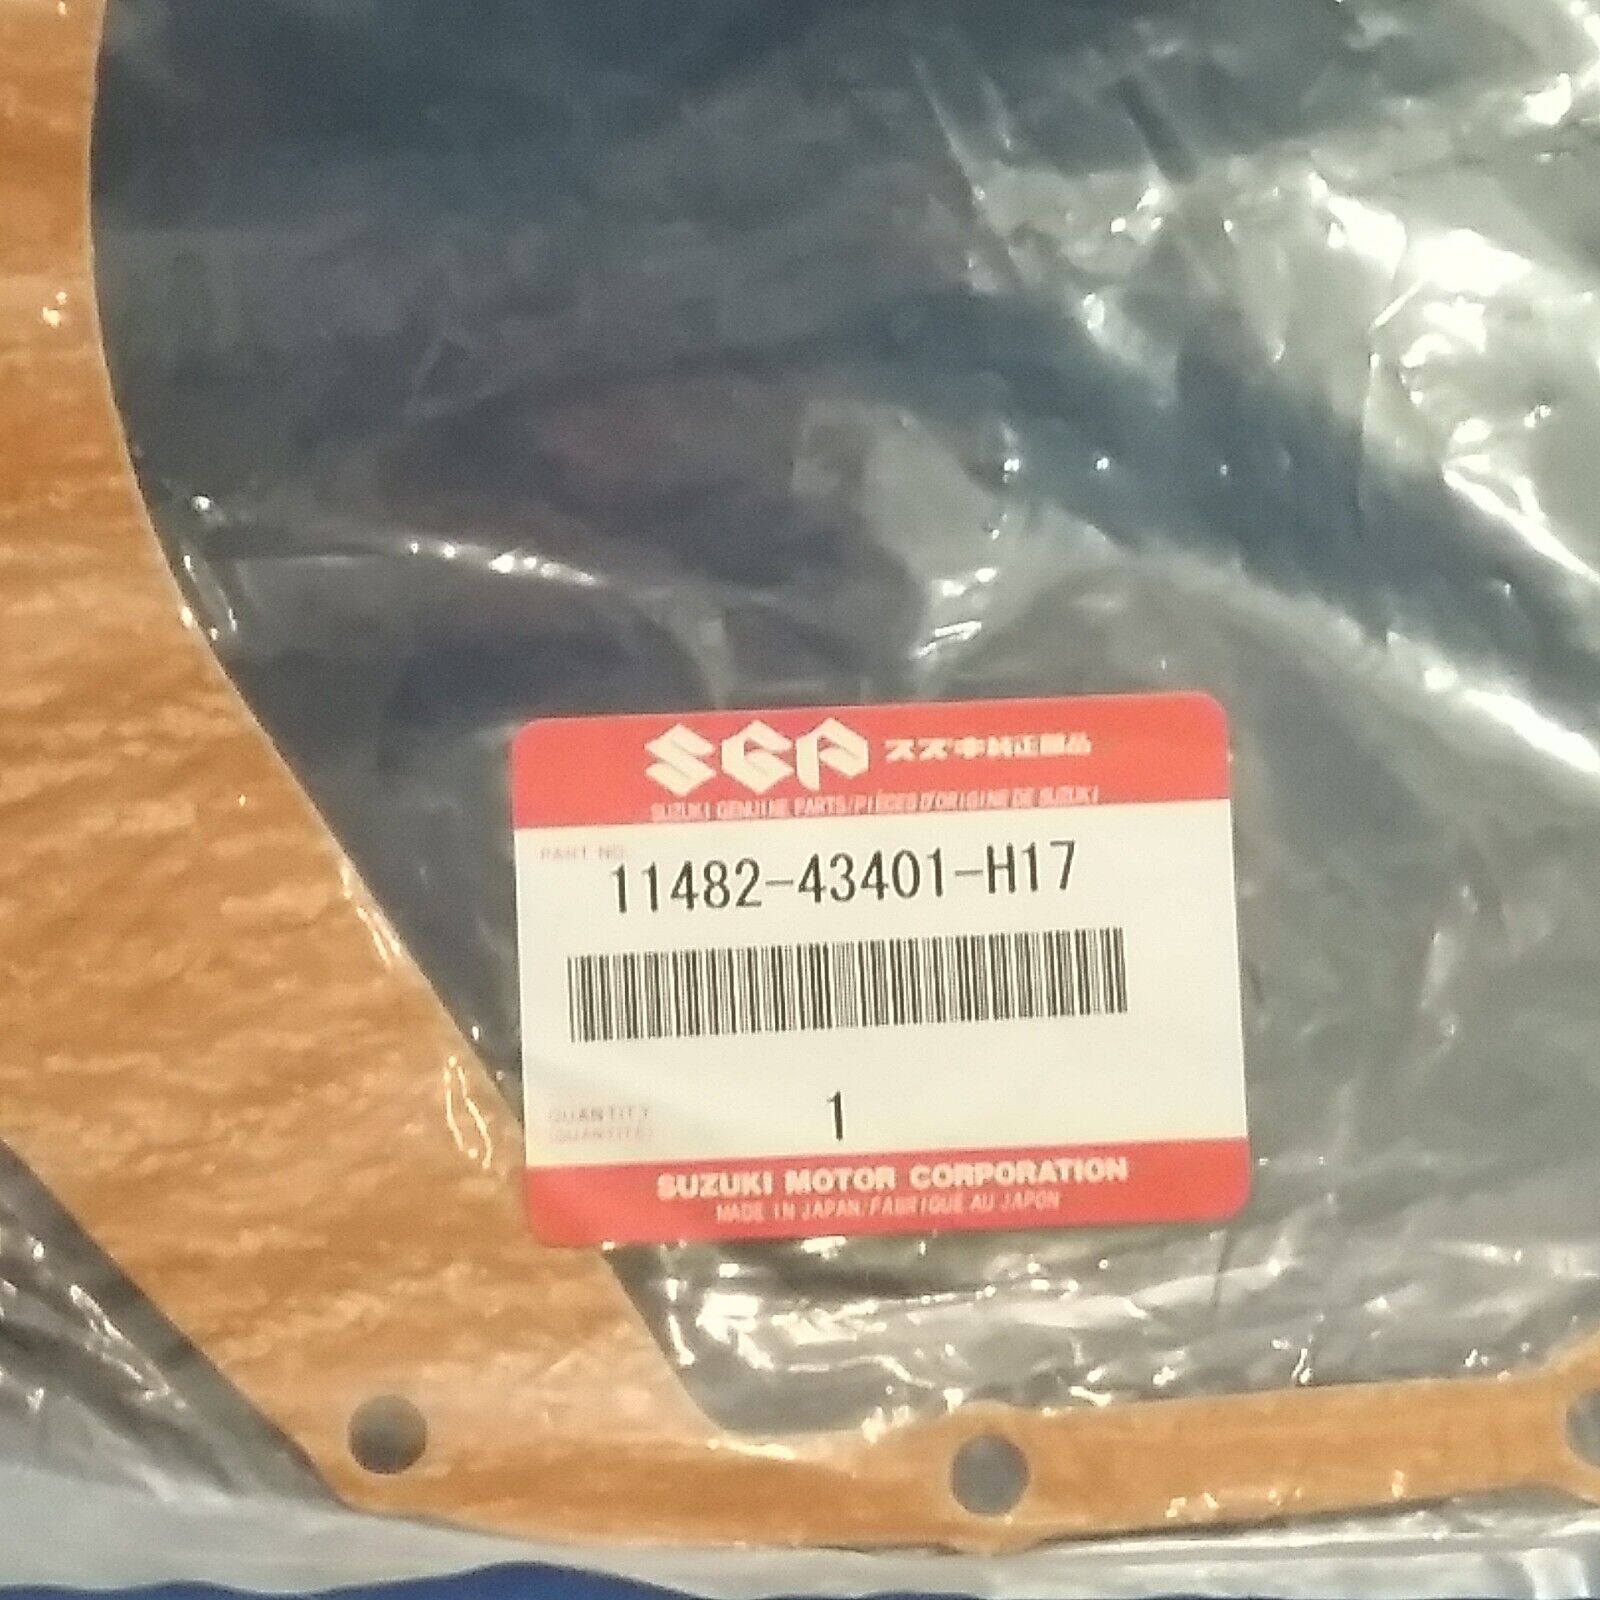 SGP スズキ純正部品
SUZUKI GENUINE PARTS/PIÈCES D'ORIGINE DE SUZUKI
PART NO.
11482-43401-H17
QUANTITY
(QUANTITÉ)
1
SUZUKI MOTOR CORPORATION
MADE IN JAPAN/FABRIQUÉ AU JAPON